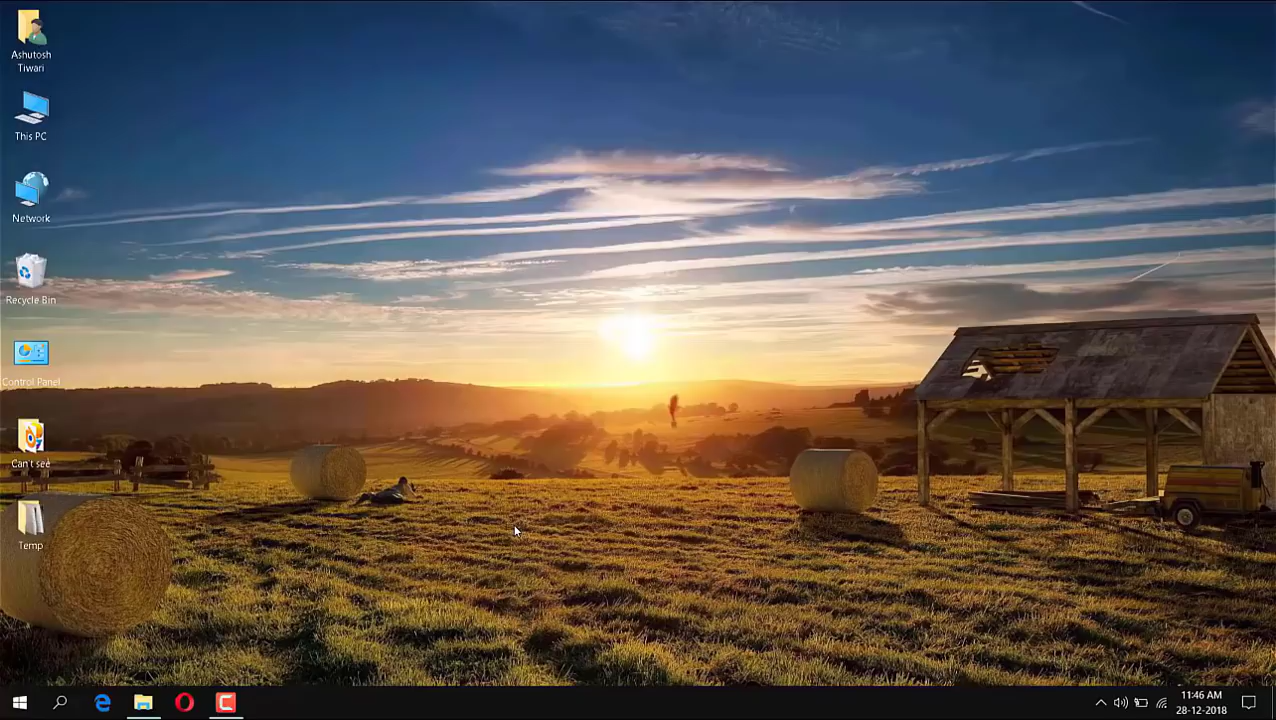 Ashutosh
Tiwari
This PC
Network
Recycle Bin
Control Panel
Can't see
Temp
11:46 AM
28-12-2018